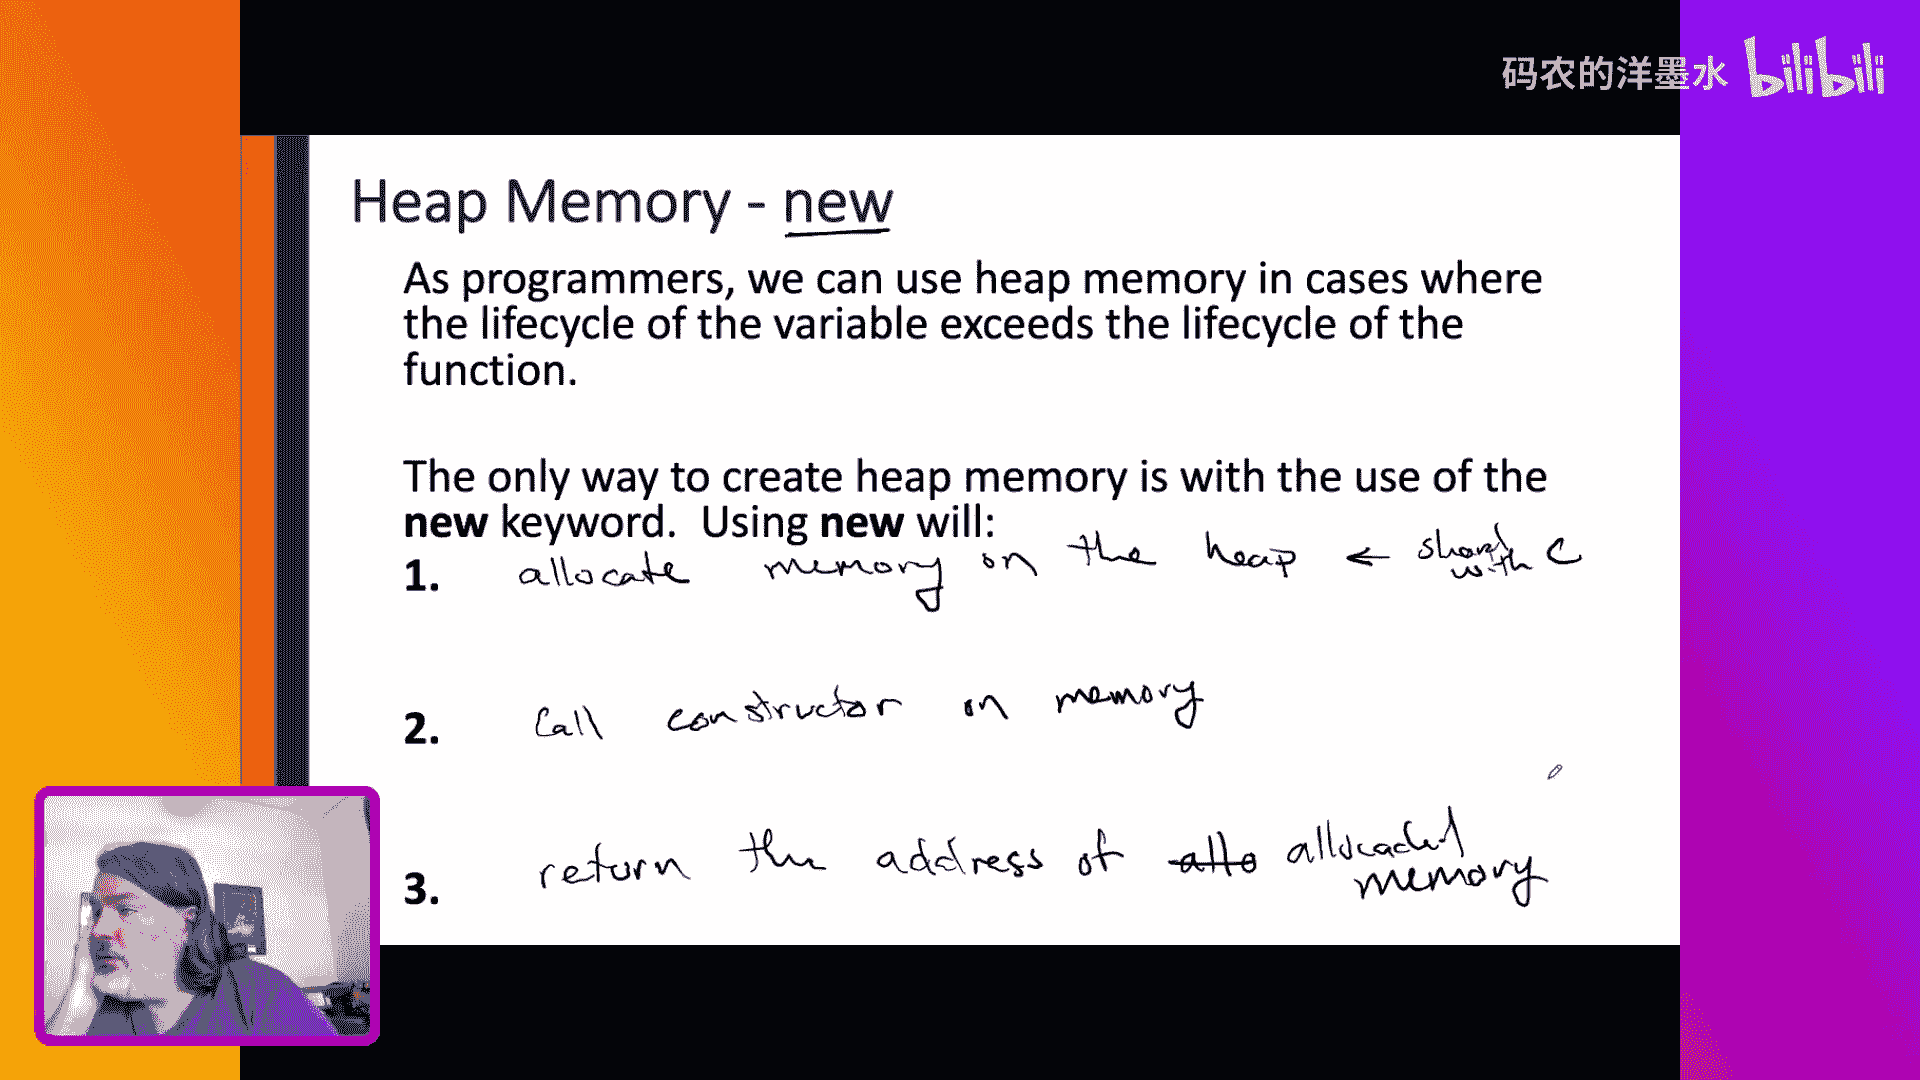 码农的洋墨水 bilibili
Heap Memory - new
As programmers, we can use heap memory in cases where
the lifecycle of the variable exceeds the lifecycle of the
function.
The only way to create heap memory is with the use of the
new keyword. Using new will:
1. allocate memory on the heap ← shared with C
2. Call constructor on memory
3. return the address of allo allocated
memory